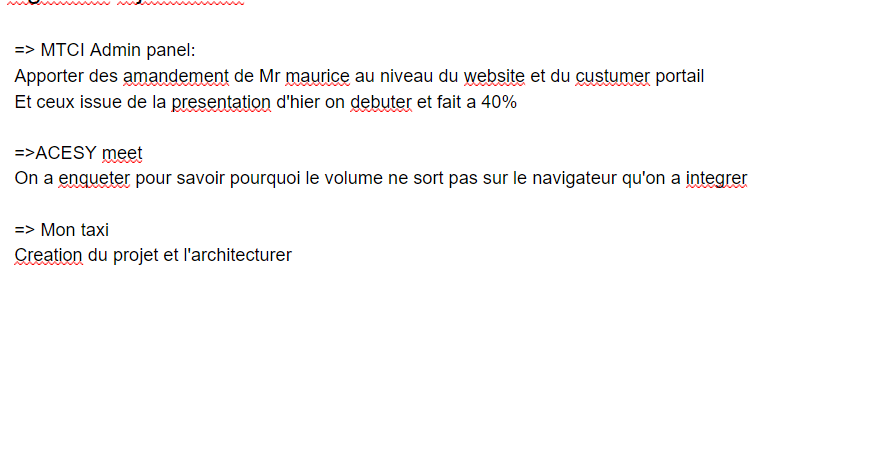 => MTCI Admin panel:
Apporter des amandement de Mr maurice au niveau du website et du custumer portail
Et ceux issue de la presentation d'hier on debuter et fait a 40%
=>ACESY meet
On a enqueter pour savoir pourquoi le volume ne sort pas sur le navigateur qu'on a integrer
=> Mon taxi
Creation du projet et l'architecturer